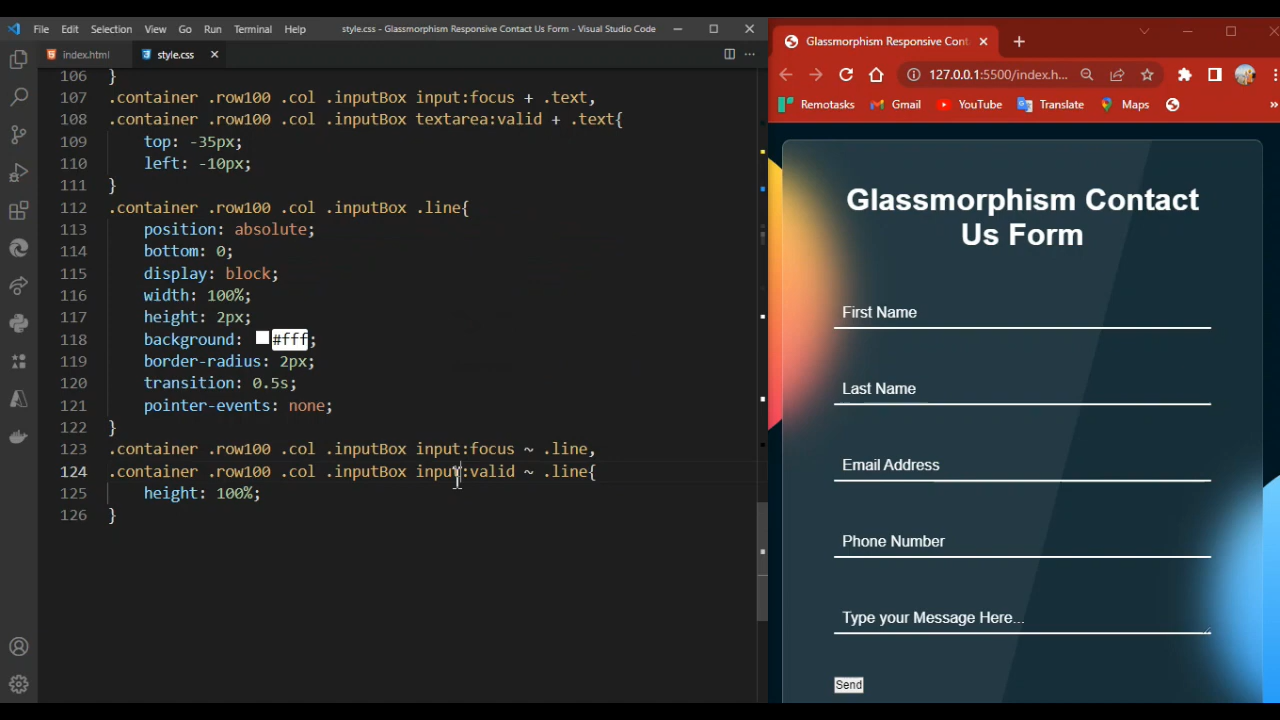 File Edit Selection View Go Run Terminal Help style.css - Glassmorphism Responsive Contact Us Form - Visual Studio Code
index.html style.css
106 }
107 .container .row100 .col .inputBox input:focus + .text,
108 .container .row100 .col .inputBox textarea:valid + .text{
109 top: -35px;
110 left: -10px;
111 }
112 .container .row100 .col .inputBox .line{
113 position: absolute;
114 bottom: 0;
115 display: block;
116 width: 100%;
117 height: 2px;
118 background: #fff;
119 border-radius: 2px;
120 transition: 0.5s;
121 pointer-events: none;
122 }
123 .container .row100 .col .inputBox input:focus ~ .line,
124 .container .row100 .col .inputBox input:valid ~ .line{
125 height: 100%;
126 }
Glassmorphism Responsive Cont
127.0.0.1:5500/index.h...
Remotasks Gmail YouTube Translate Maps »
Glassmorphism Contact
Us Form
First Name
Last Name
Email Address
Phone Number
Type your Message Here...
Send